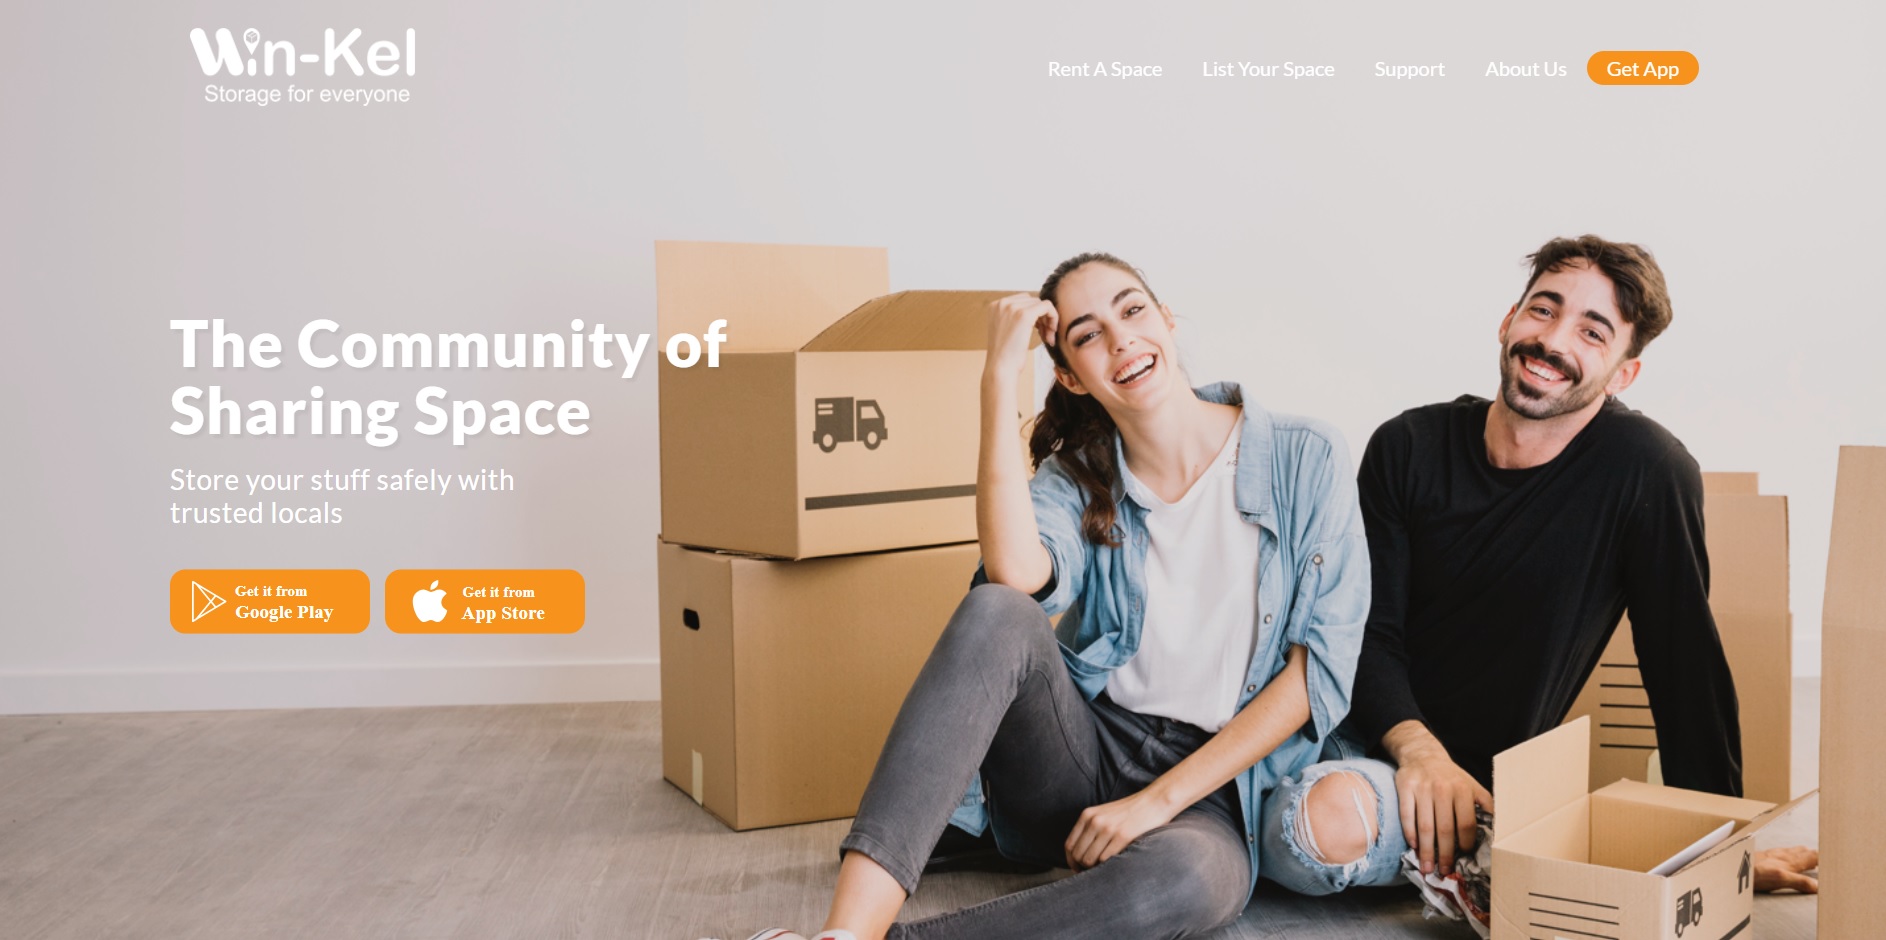 Win-Kel
Storage for everyone
Rent A Space
List Your Space
Support
About Us
Get App
The Community of
Sharing Space
Store your stuff safely with
trusted locals
Get it from
Google Play
Get it from
App Store